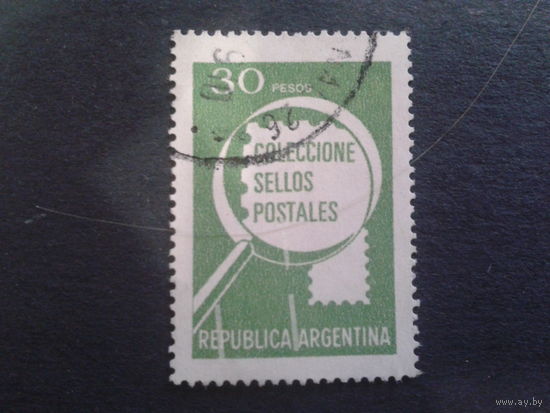 30 PESOS
COLECCIONE
SELLOS
POSTALES
REPUBLICA ARGENTINA
www.ay.by